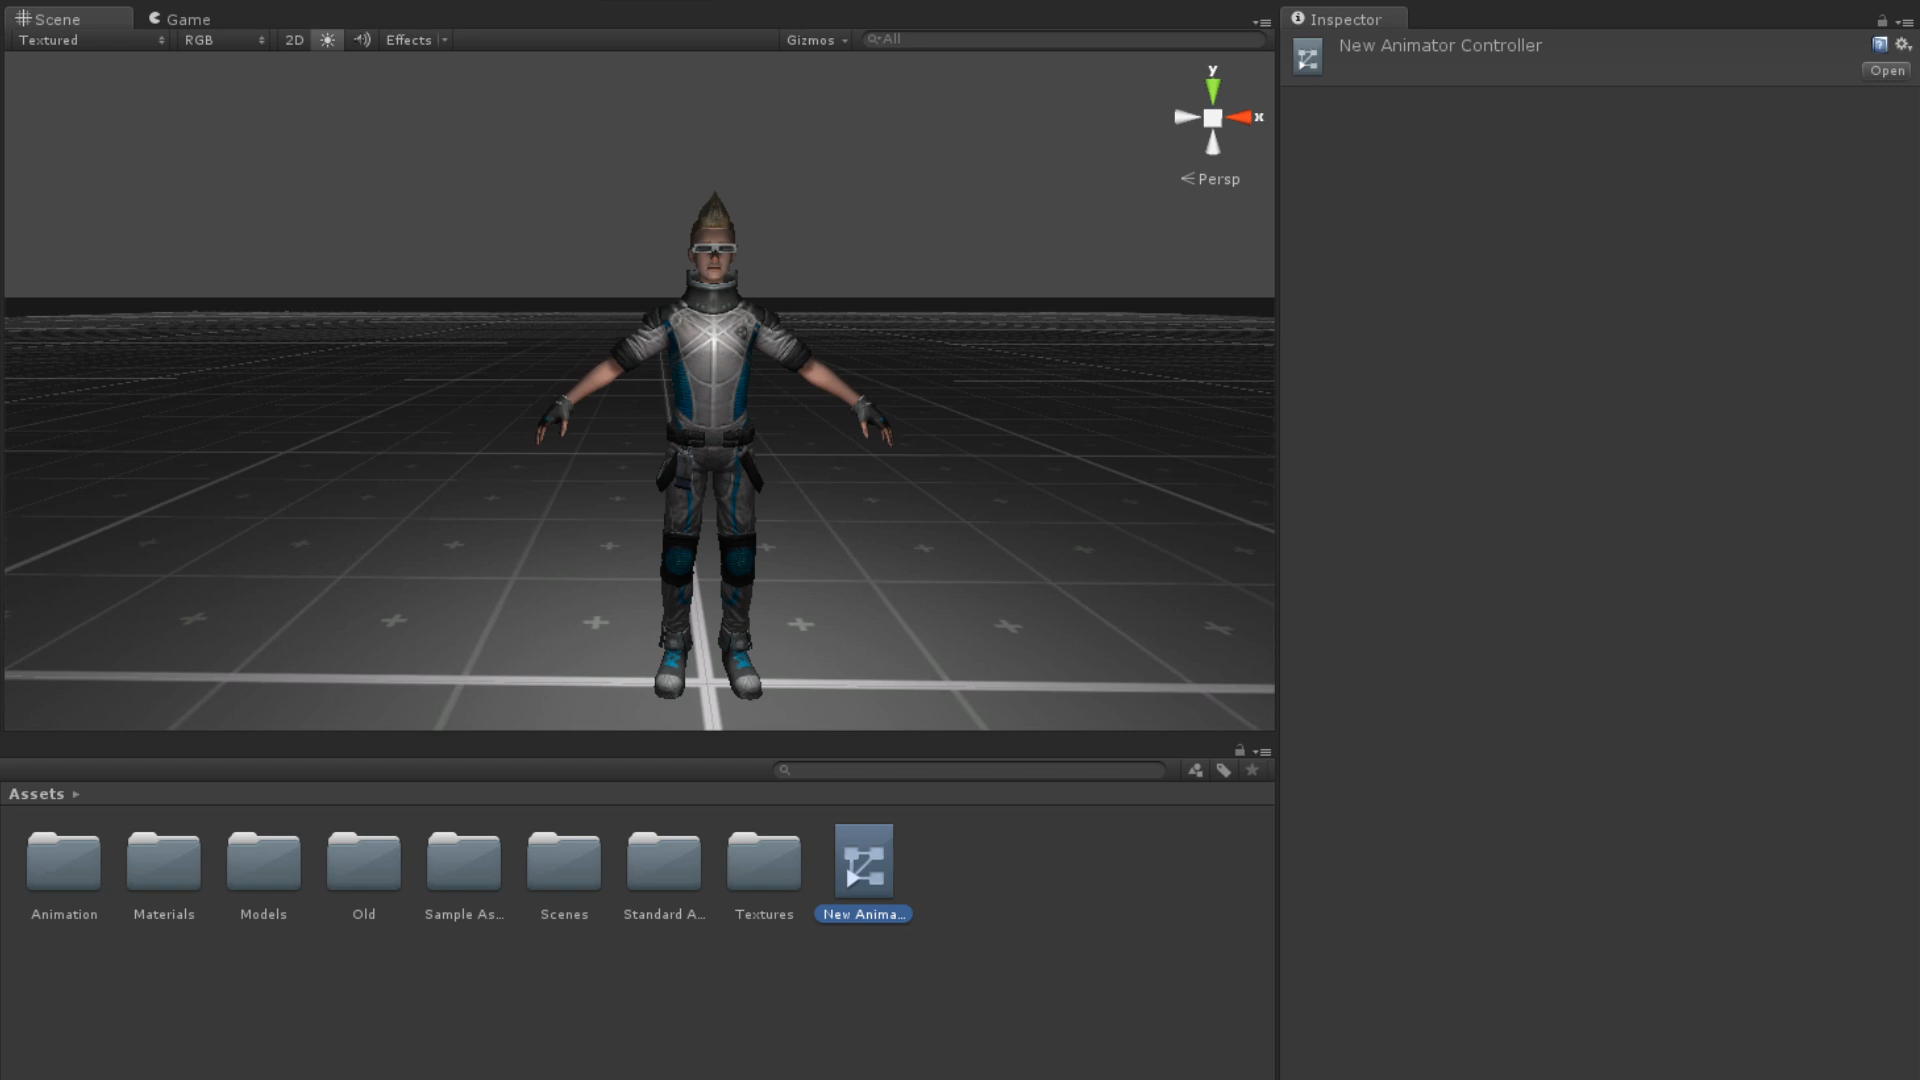 Scene
Game
Inspector
Textured
RGB
2D
Effects
Gizmos
All
New Animator Controller
Open
y
x
Persp
Assets
Animation
Materials
Models
Old
Sample As...
Scenes
Standard A...
Textures
New Anima...